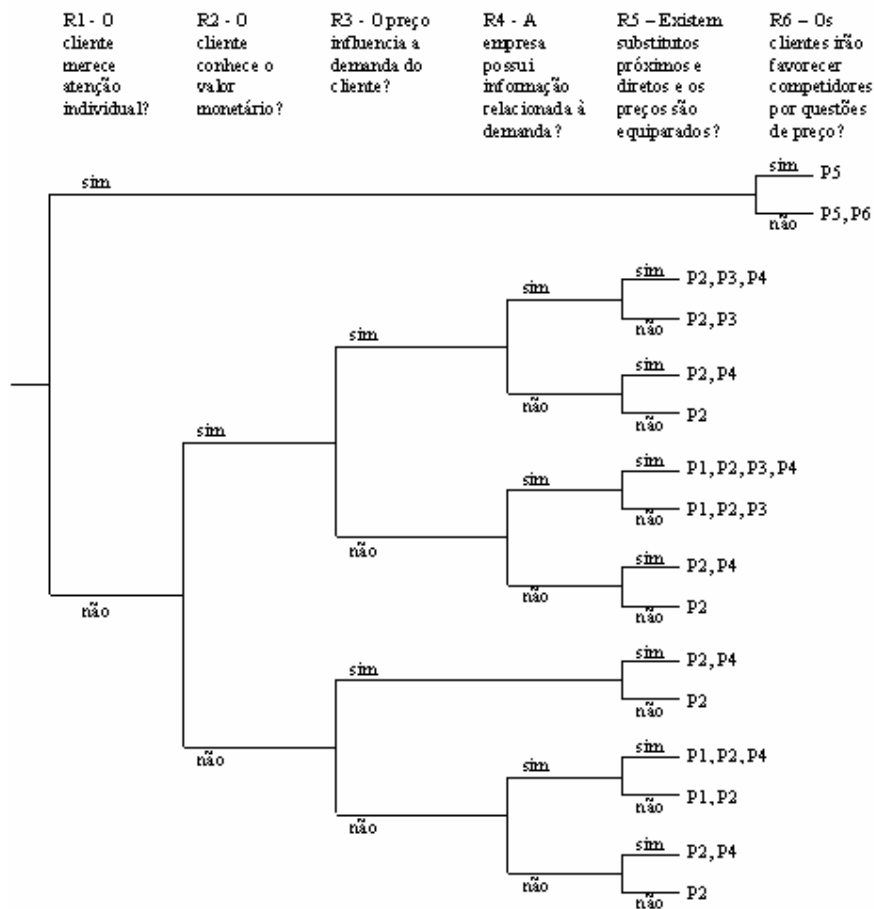 R1 - O
cliente
merece
atenção
individual?
R2 - O
cliente
conhece o
valor
monetário?
R3 - O preço
influencia a
demanda do
cliente?
R4 - A
empresa
possui
informação
relacionada à
demanda?
R5 – Existem
substitutos
próximos e
diretos e os
preços são
equiparados?
R6 – Os
clientes irão
favorecer
competidores
por questões
de preço?
sim
sim
P5
não
P5,P6
sim
P2,P3,P4
sim
não
P2,P3
sim
sim
P2,P4
não
não
P2
sim
sim
P1,P2,P3,P4
sim
não
P1,P2,P3
não
sim
P2,P4
não
não
P2
não
sim
P2,P4
sim
não
P2
não
sim
P1,P2,P4
sim
não
P1,P2
não
sim
P2,P4
não
não
P2